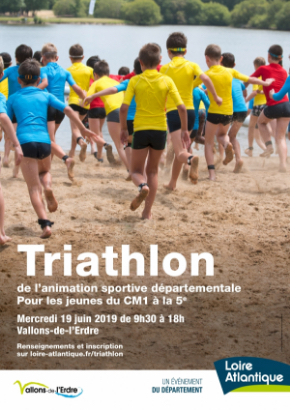 Triathlon
de l'animation sportive départementale
Pour les jeunes du CM1 à la 5e
Mercredi 19 juin 2019 de 9h30 à 18h
Vallons-de-l'Erdre
Renseignements et inscription
sur loire-atlantique.fr/triathlon
Vallons-de-l'Erdre
UN ÉVÉNEMENT
DU DÉPARTEMENT
Loire
Atlantique